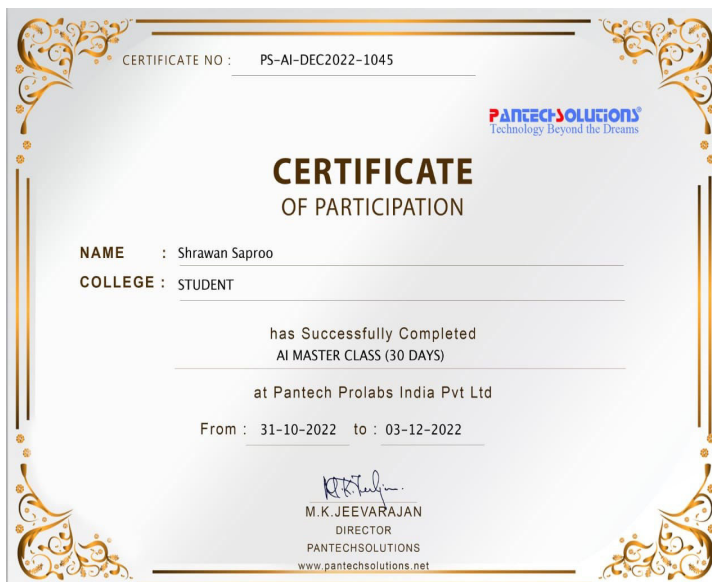 CERTIFICATE NO : PS-AI-DEC2022-1045
PANTECHSOLUTIONS®
Technology Beyond the Dreams
CERTIFICATE
OF PARTICIPATION
NAME : Shrawan Saproo
COLLEGE : STUDENT
has Successfully Completed
AI MASTER CLASS (30 DAYS)
at Pantech Prolabs India Pvt Ltd
From : 31-10-2022 to : 03-12-2022
M.K.JEEVARAJAN
DIRECTOR
PANTECHSOLUTIONS
www.pantechsolutions.net